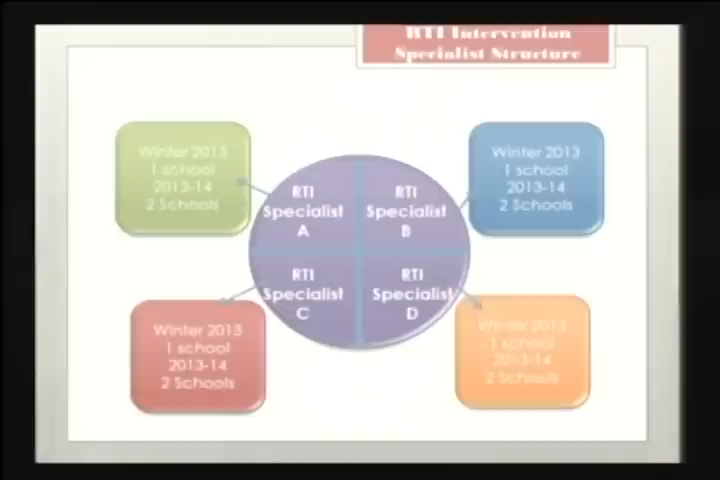 RTI Intervention
Specialist Structure
Winter 2013
1 school
2013-14
2 Schools
Winter 2013
1 school
2013-14
2 Schools
RTI
Specialist
A
RTI
Specialist
B
RTI
Specialist
C
RTI
Specialist
D
Winter 2013
1 school
2013-14
2 Schools
Winter 2013
1 school
2013-14
2 Schools